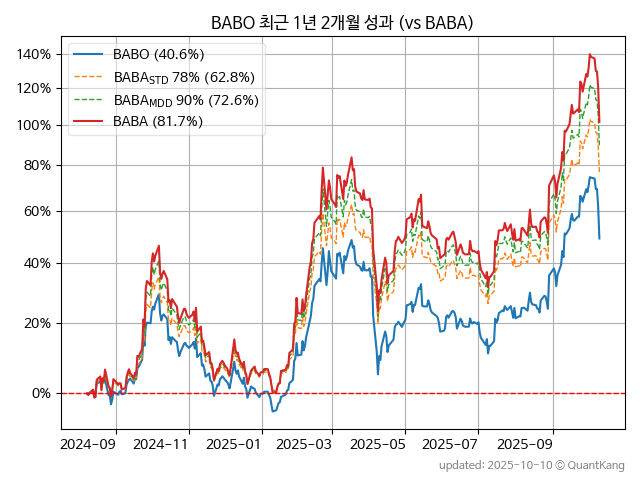 BABO 최근 1년 2개월 성과 (vs BABA)
BABO (40.6%)
BABA_STD 78% (62.8%)
BABA_MDD 90% (72.6%)
BABA (81.7%)
140%
120%
100%
80%
60%
40%
20%
0%
2024-09 2024-11 2025-01 2025-03 2025-05 2025-07 2025-09
updated: 2025-10-10 © QuantKang